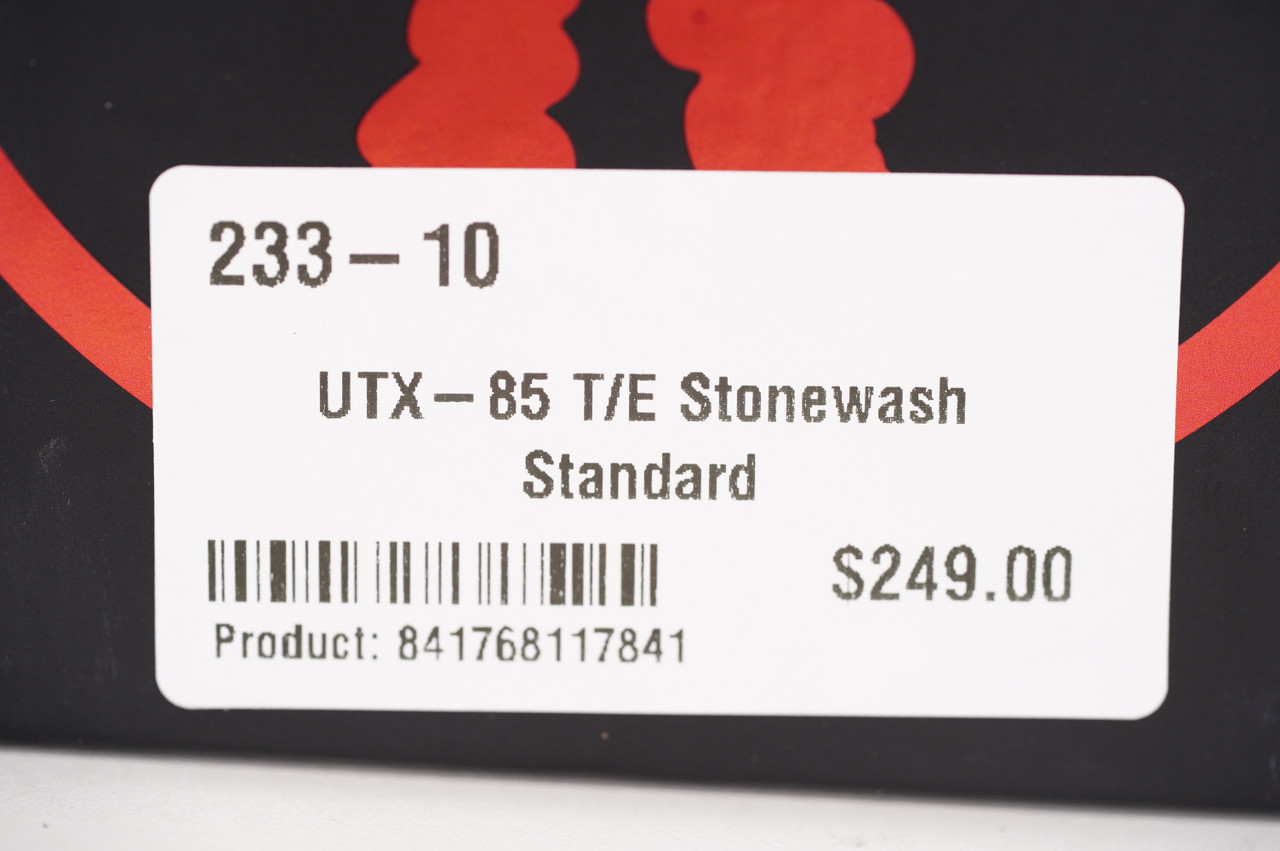 233-10
UTX-85 T/E Stonewash
Standard
$249.00
Product: 841768117841